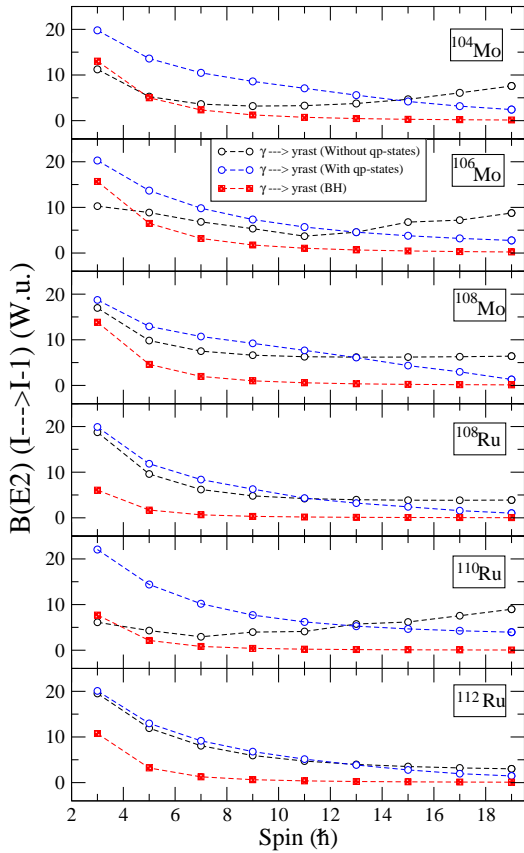 B(E2) (I--->I-1) (W.u.)
20
10
0
¹⁰⁴Mo
20
10
0
γ ---> yrast (Without qp-states)
γ ---> yrast (With qp-states)
γ ---> yrast (BH)
¹⁰⁶Mo
20
10
0
¹⁰⁸Mo
20
10
0
¹⁰⁸Ru
20
10
0
¹¹⁰Ru
20
10
0
¹¹²Ru
2 4 6 8 10 12 14 16 18
Spin (ħ)